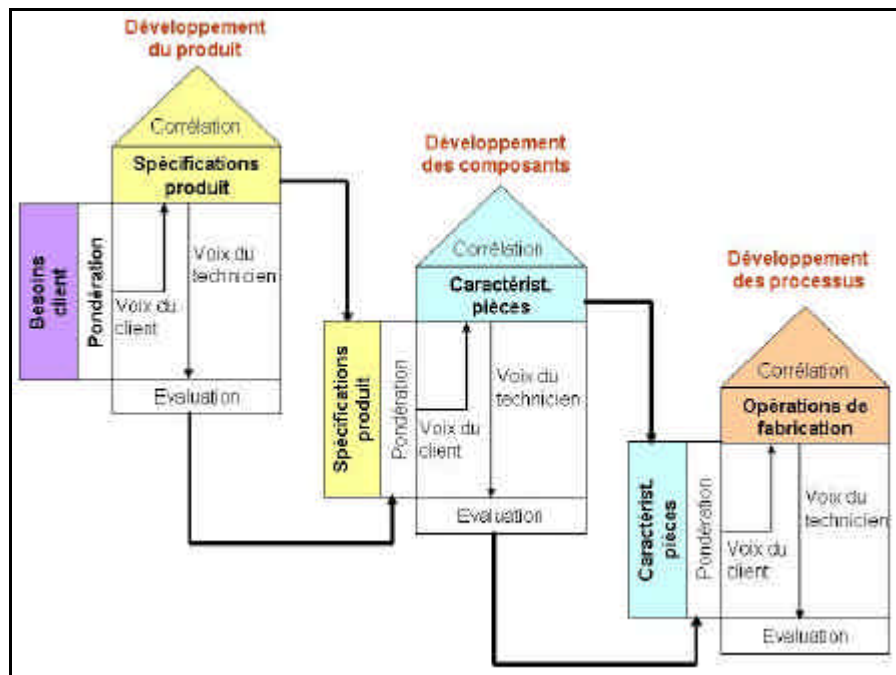 Développement
du produit
Corrélation
Spécifications
produit
Besoins
client
Pondération
Voix du
technicien
Voix du
client
Evaluation
Développement
des composants
Corrélation
Caractérist.
pièces
Spécifications
produit
Pondération
Voix du
technicien
Voix du
client
Evaluation
Développement
des processus
Corrélation
Opérations de
fabrication
Caractérist.
pièces
Pondération
Voix du
technicien
Voix du
client
Evaluation